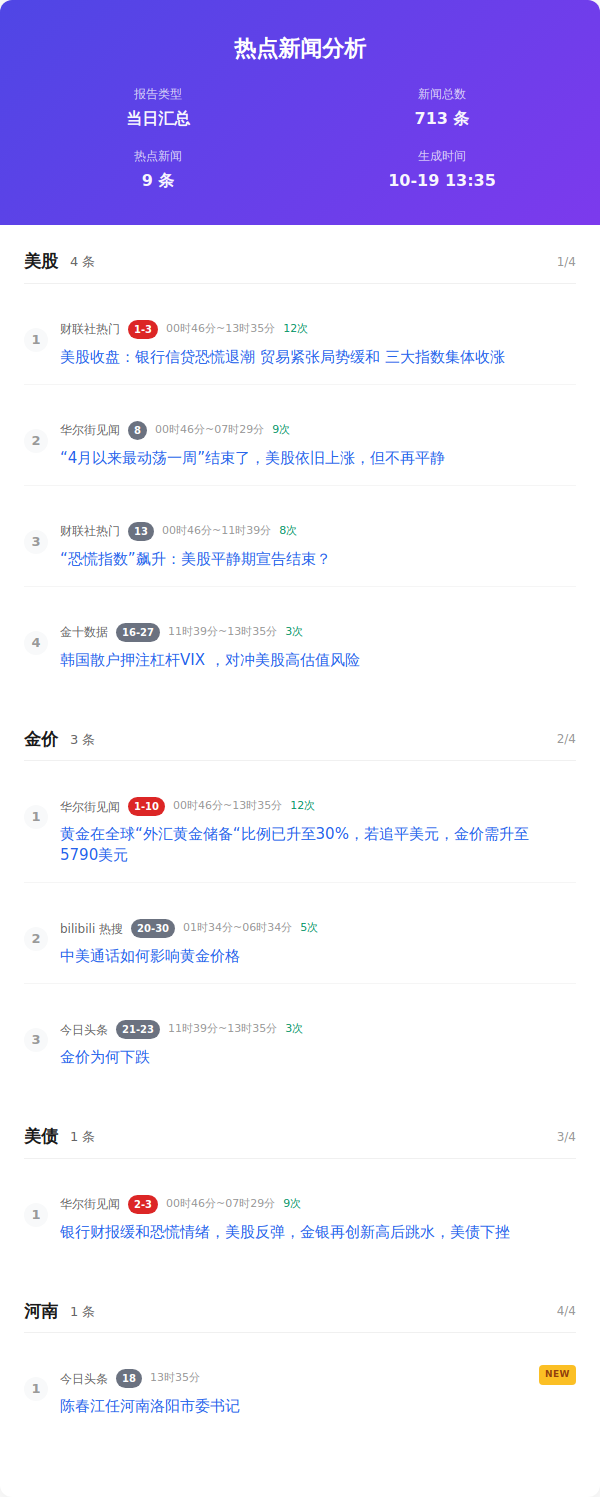 热点新闻分析
报告类型
新闻总数
当日汇总
713 条
热点新闻
生成时间
9 条
10-19 13:35
美股 4 条 1/4
1 财联社热门 1-3 00时46分~13时35分 12次
美股收盘：银行信贷恐慌退潮 贸易紧张局势缓和 三大指数集体收涨
2 华尔街见闻 8 00时46分~07时29分 9次
“4月以来最动荡一周”结束了，美股依旧上涨，但不再平静
3 财联社热门 13 00时46分~11时39分 8次
“恐慌指数”飙升：美股平静期宣告结束？
4 金十数据 16-27 11时39分~13时35分 3次
韩国散户押注杠杆VIX ，对冲美股高估值风险
金价 3 条 2/4
1 华尔街见闻 1-10 00时46分~13时35分 12次
黄金在全球“外汇黄金储备“比例已升至30%，若追平美元，金价需升至
5790美元
2 bilibili 热搜 20-30 01时34分~06时34分 5次
中美通话如何影响黄金价格
3 今日头条 21-23 11时39分~13时35分 3次
金价为何下跌
美债 1 条 3/4
1 华尔街见闻 2-3 00时46分~07时29分 9次
银行财报缓和恐慌情绪，美股反弹，金银再创新高后跳水，美债下挫
河南 1 条 4/4
1 今日头条 18 13时35分 NEW
陈春江任河南洛阳市委书记